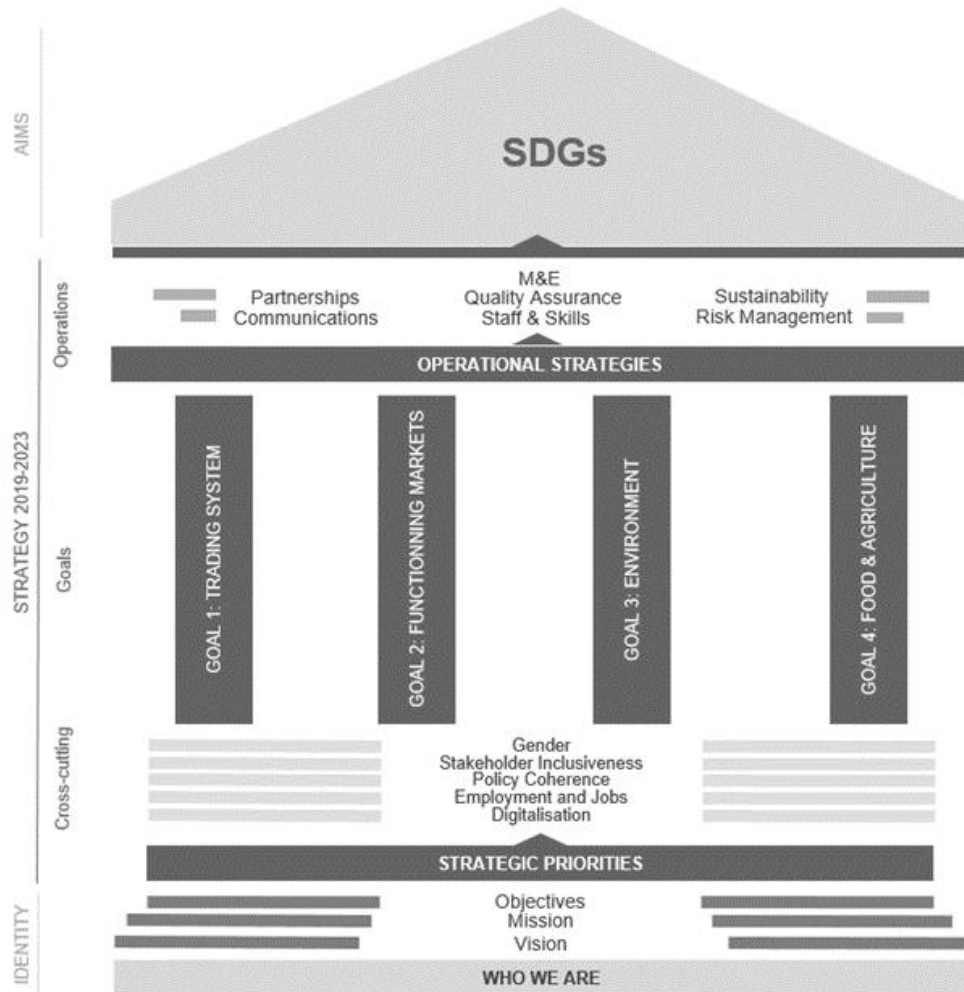 AIMS
SDGs
STRATEGY 2019-2023
Operations
M&E
Partnerships Quality Assurance Sustainability
Communications Staff & Skills Risk Management
OPERATIONAL STRATEGIES
Goals
GOAL 1: TRADING SYSTEM
GOAL 2: FUNCTIONNING MARKETS
GOAL 3: ENVIRONMENT
GOAL 4: FOOD & AGRICULTURE
Cross-cutting
Gender
Stakeholder Inclusiveness
Policy Coherence
Employment and Jobs
Digitalisation
STRATEGIC PRIORITIES
IDENTITY
Objectives
Mission
Vision
WHO WE ARE